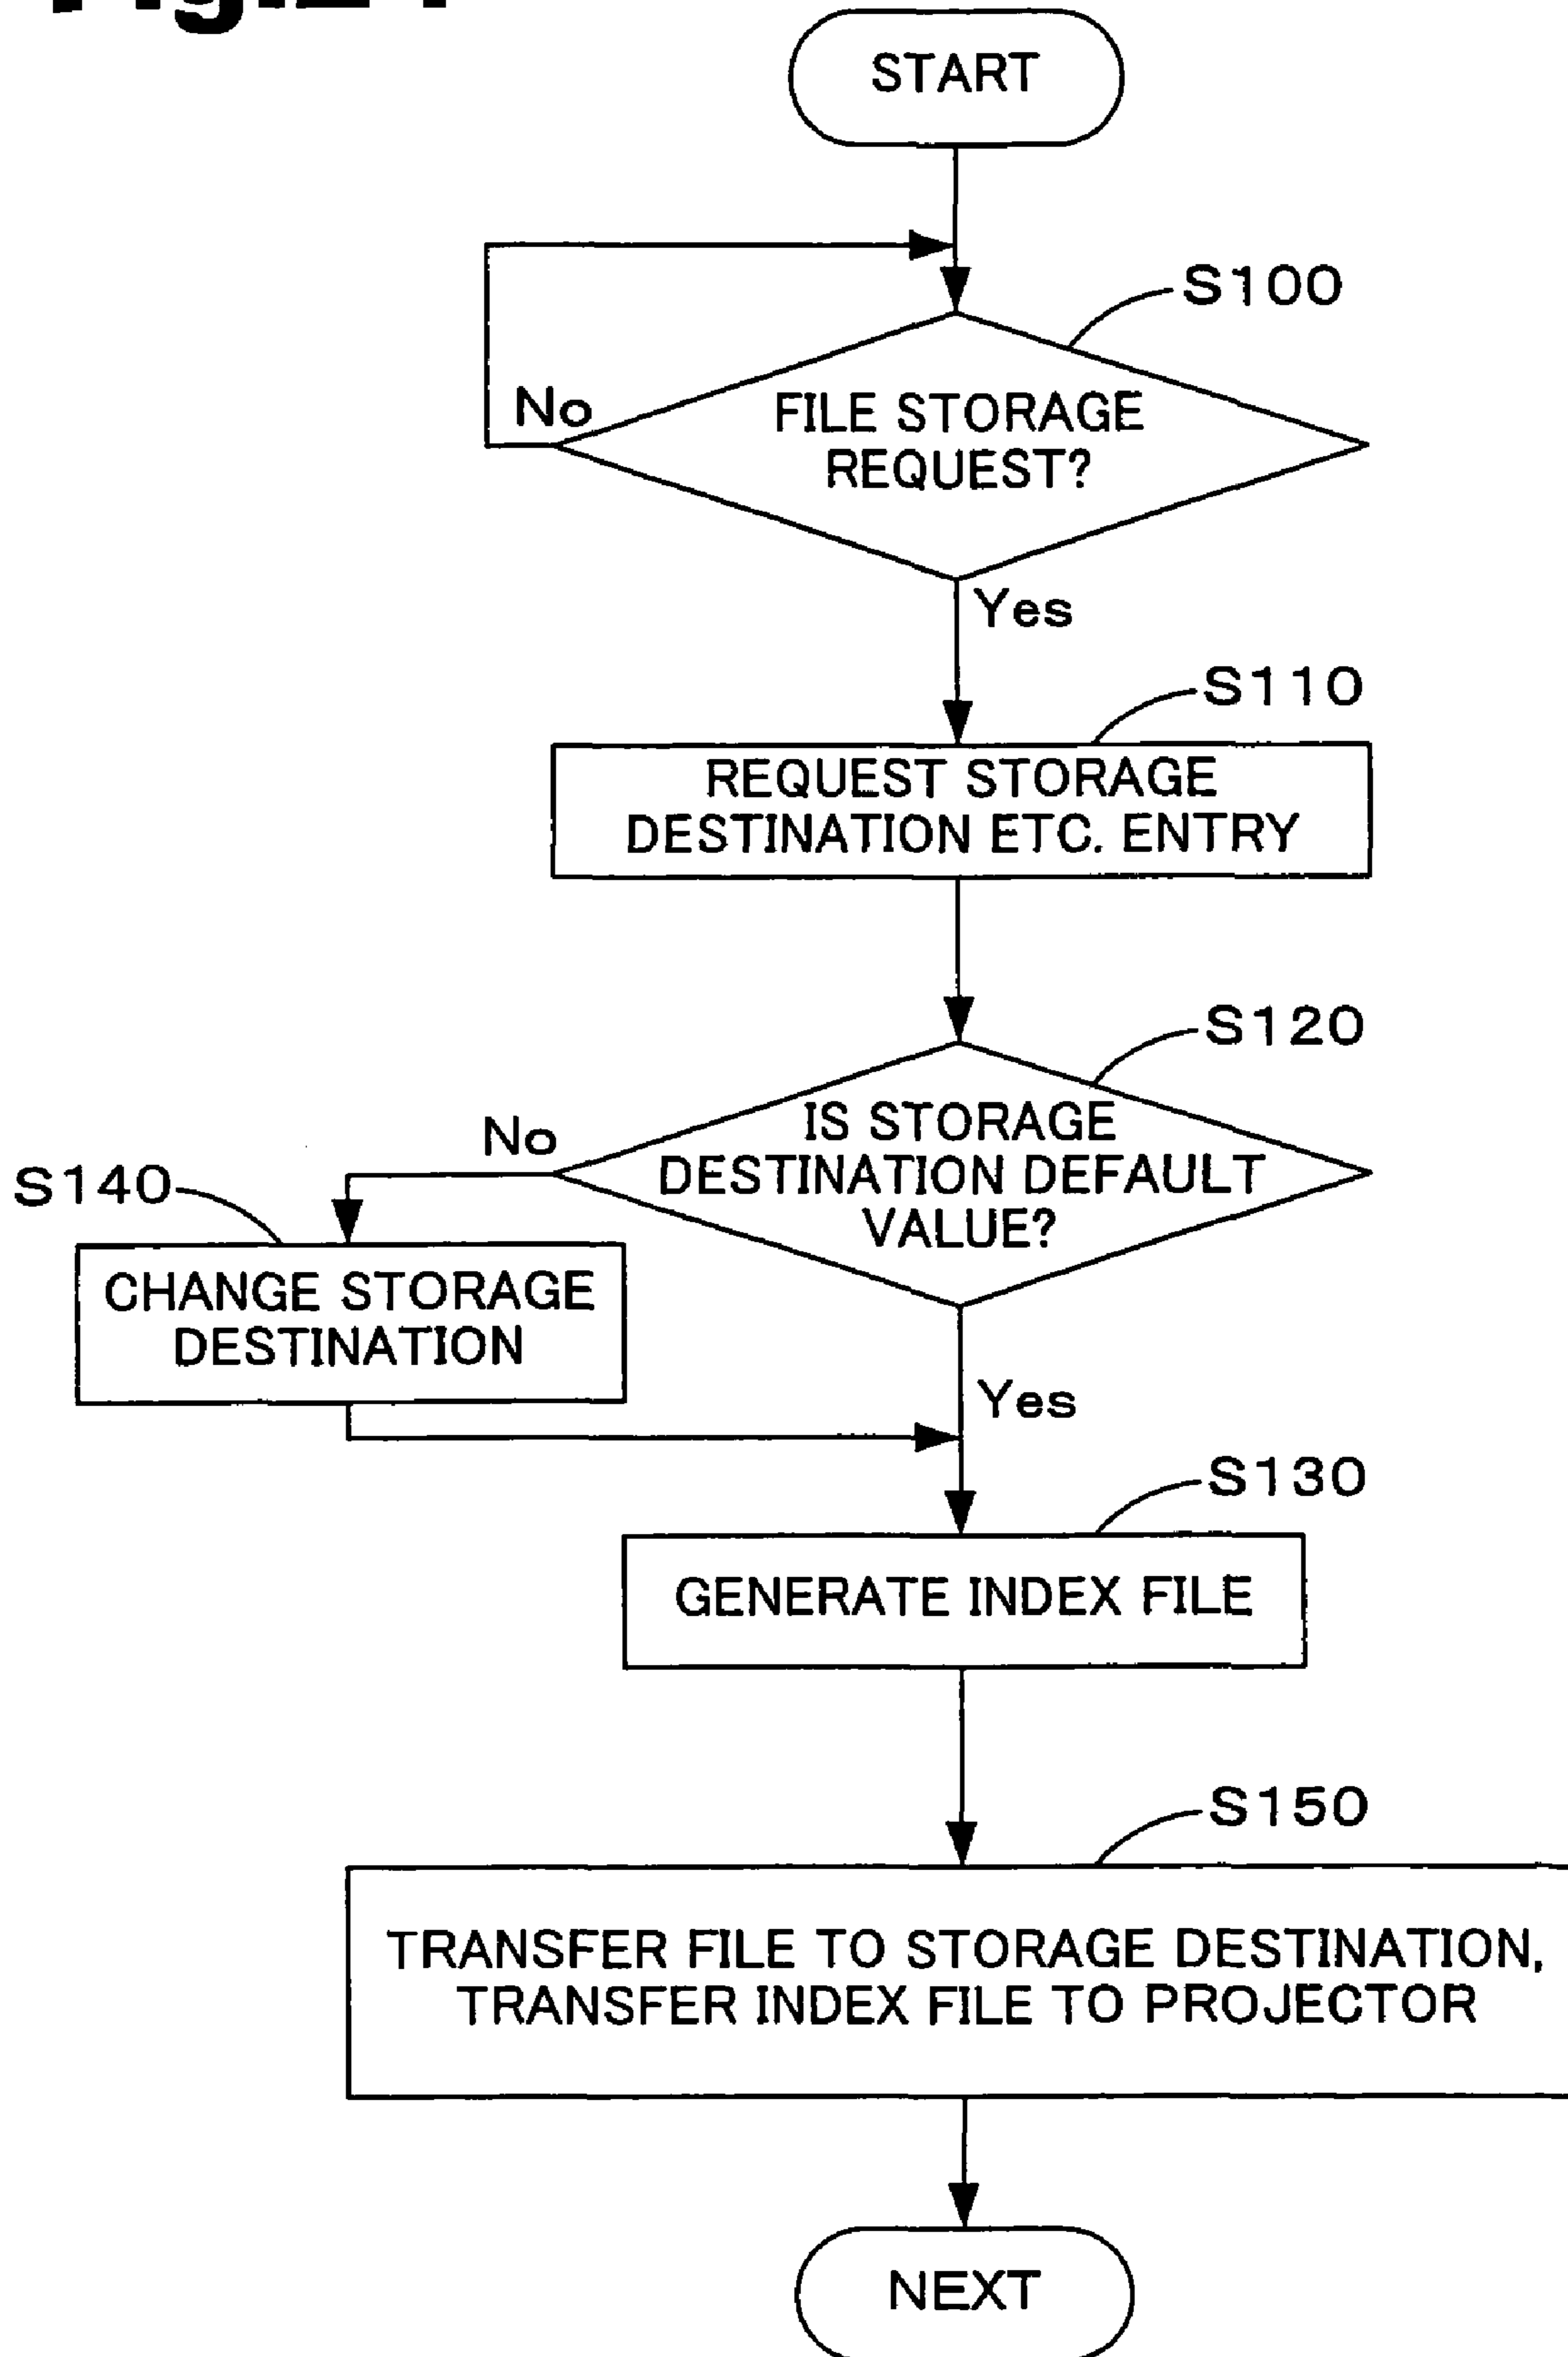 START
S100
No
FILE STORAGE
REQUEST?
Yes
S110
REQUEST STORAGE
DESTINATION ETC. ENTRY
S120
No
IS STORAGE
DESTINATION DEFAULT
VALUE?
S140
CHANGE STORAGE
DESTINATION
Yes
S130
GENERATE INDEX FILE
S150
TRANSFER FILE TO STORAGE DESTINATION,
TRANSFER INDEX FILE TO PROJECTOR
NEXT